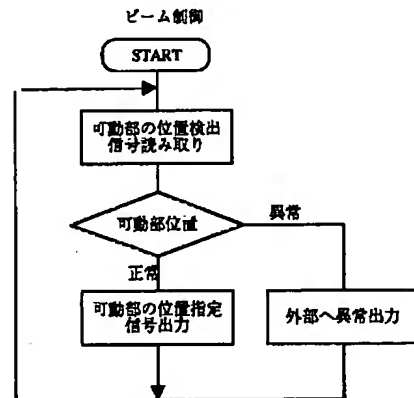 ビーム制御
START
可動部の位置検出
信号読み取り
可動部位置
異常
正常
可動部の位置指定
信号出力
外部へ異常出力